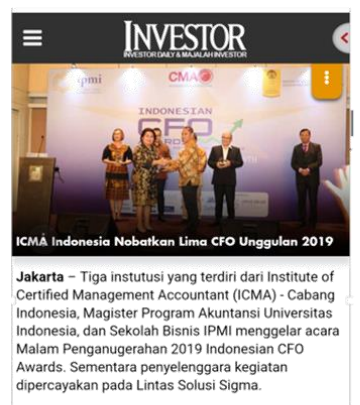 INVESTOR
INVESTOR DAILY & MAJALAH INVESTOR
ipmi
CMA
INDONESIAN
CFO
ICMA Indonesia Nobatkan Lima CFO Unggulan 2019
Jakarta – Tiga instutusi yang terdiri dari Institute of
Certified Management Accountant (ICMA) - Cabang
Indonesia, Magister Program Akuntansi Universitas
Indonesia, dan Sekolah Bisnis IPMI menggelar acara
Malam Penganugerahan 2019 Indonesian CFO
Awards. Sementara penyelenggara kegiatan
dipercayakan pada Lintas Solusi Sigma.